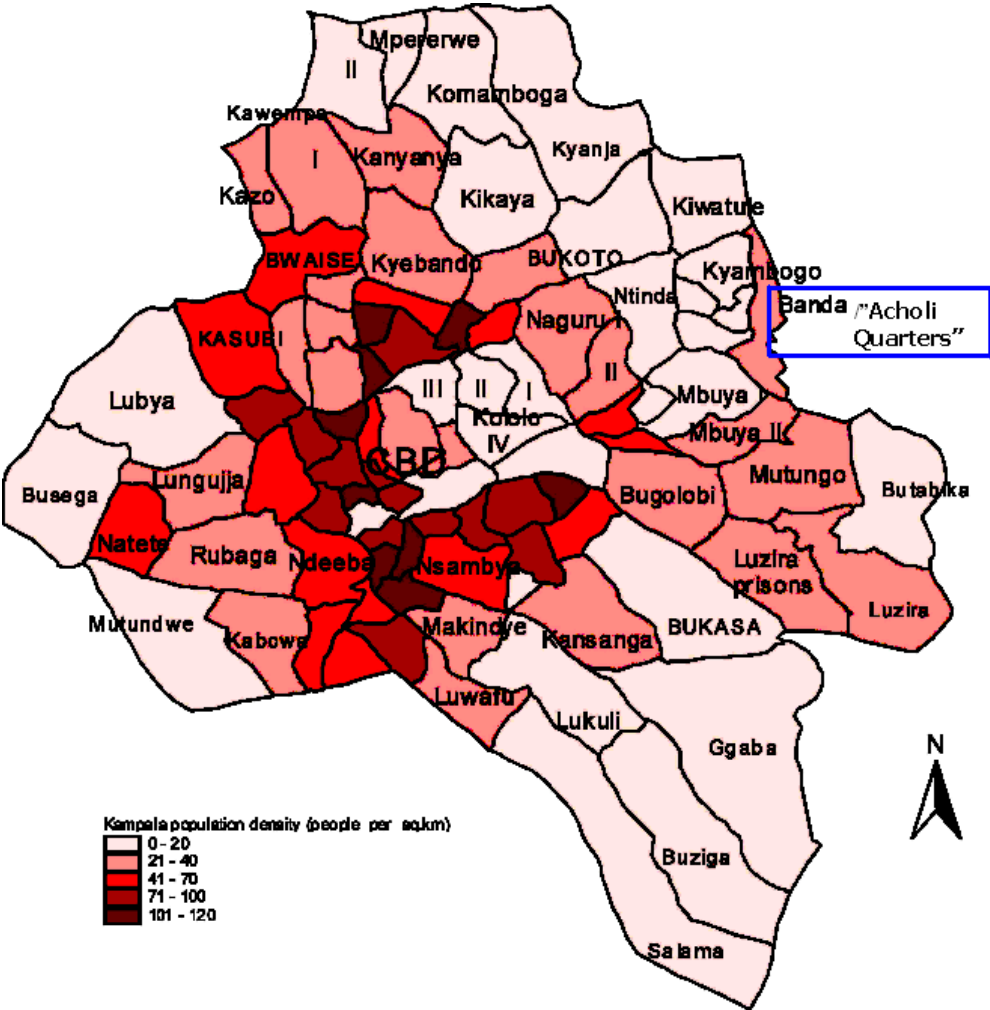 Mpererwe
II
Komamboga
Kawempe
Kyanja
I
Kanyanya
Kazo
Kikaya
Kiwatule
BWAISE
Kyebando
BUKOTO
Kyambogo
Ntinda
Banda /"Acholi
Quarters"
Naguru I
KASUBI
II
III
II
I
Mbuya
Lubya
Kololo
IV
Mbuya II
CBD
Mutungo
Lungujja
Busega
Bugolobi
Butabika
Natete
Rubaga
Ndeeba
Nsambya
Luzira
prisons
Luzira
Mutundwe
Kabowa
Makindye
Kansanga
BUKASA
Luwafu
Lukuli
Ggaba
N
Buziga
Salama
Kampala population density (people per sq.km)
0 - 20
21 - 40
41 - 70
71 - 100
101 - 120